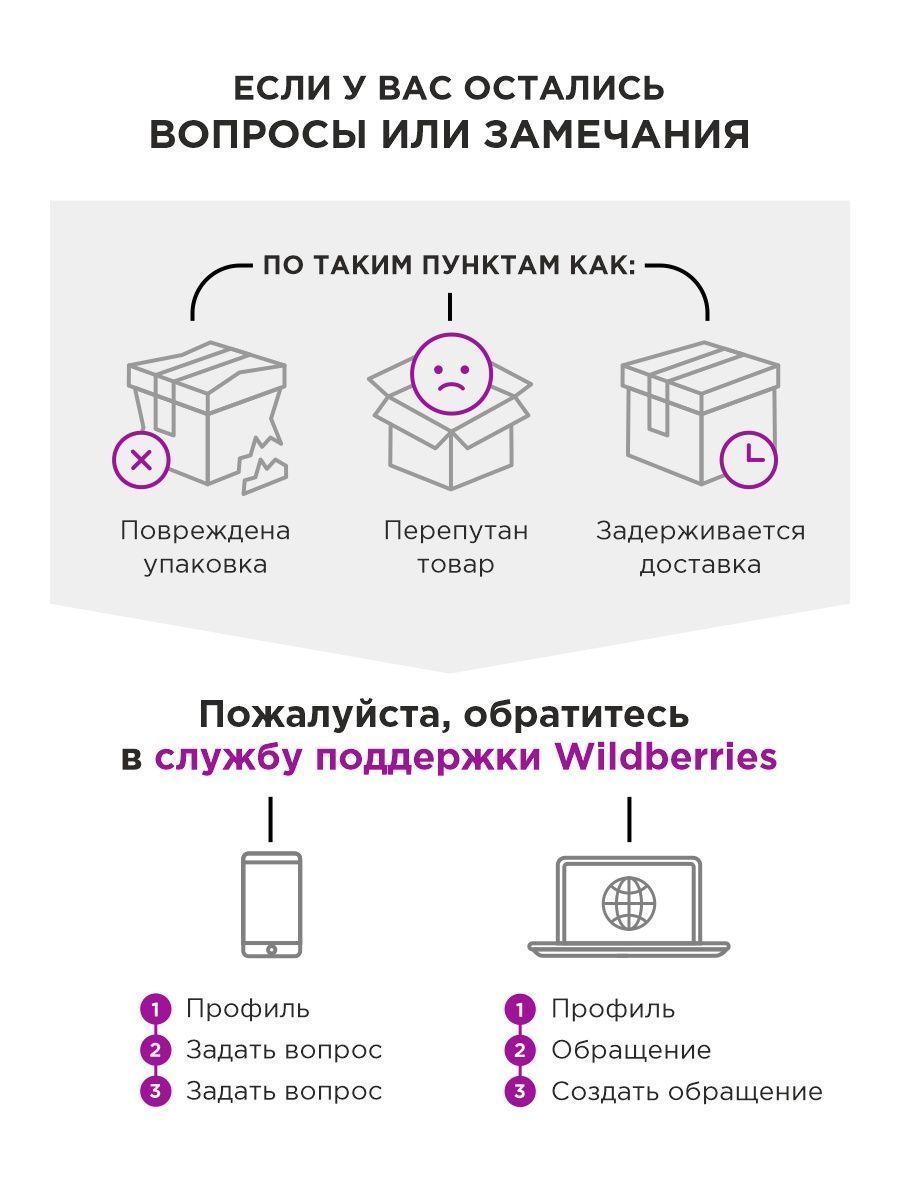 ЕСЛИ У ВАС ОСТАЛИСЬ
ВОПРОСЫ ИЛИ ЗАМЕЧАНИЯ
ПО ТАКИМ ПУНКТАМ КАК:
Повреждена
упаковка
Перепутан
товар
Задерживается
доставка
Пожалуйста, обратитесь
в службу поддержки Wildberries
1 Профиль
2 Задать вопрос
3 Задать вопрос
1 Профиль
2 Обращение
3 Создать обращение